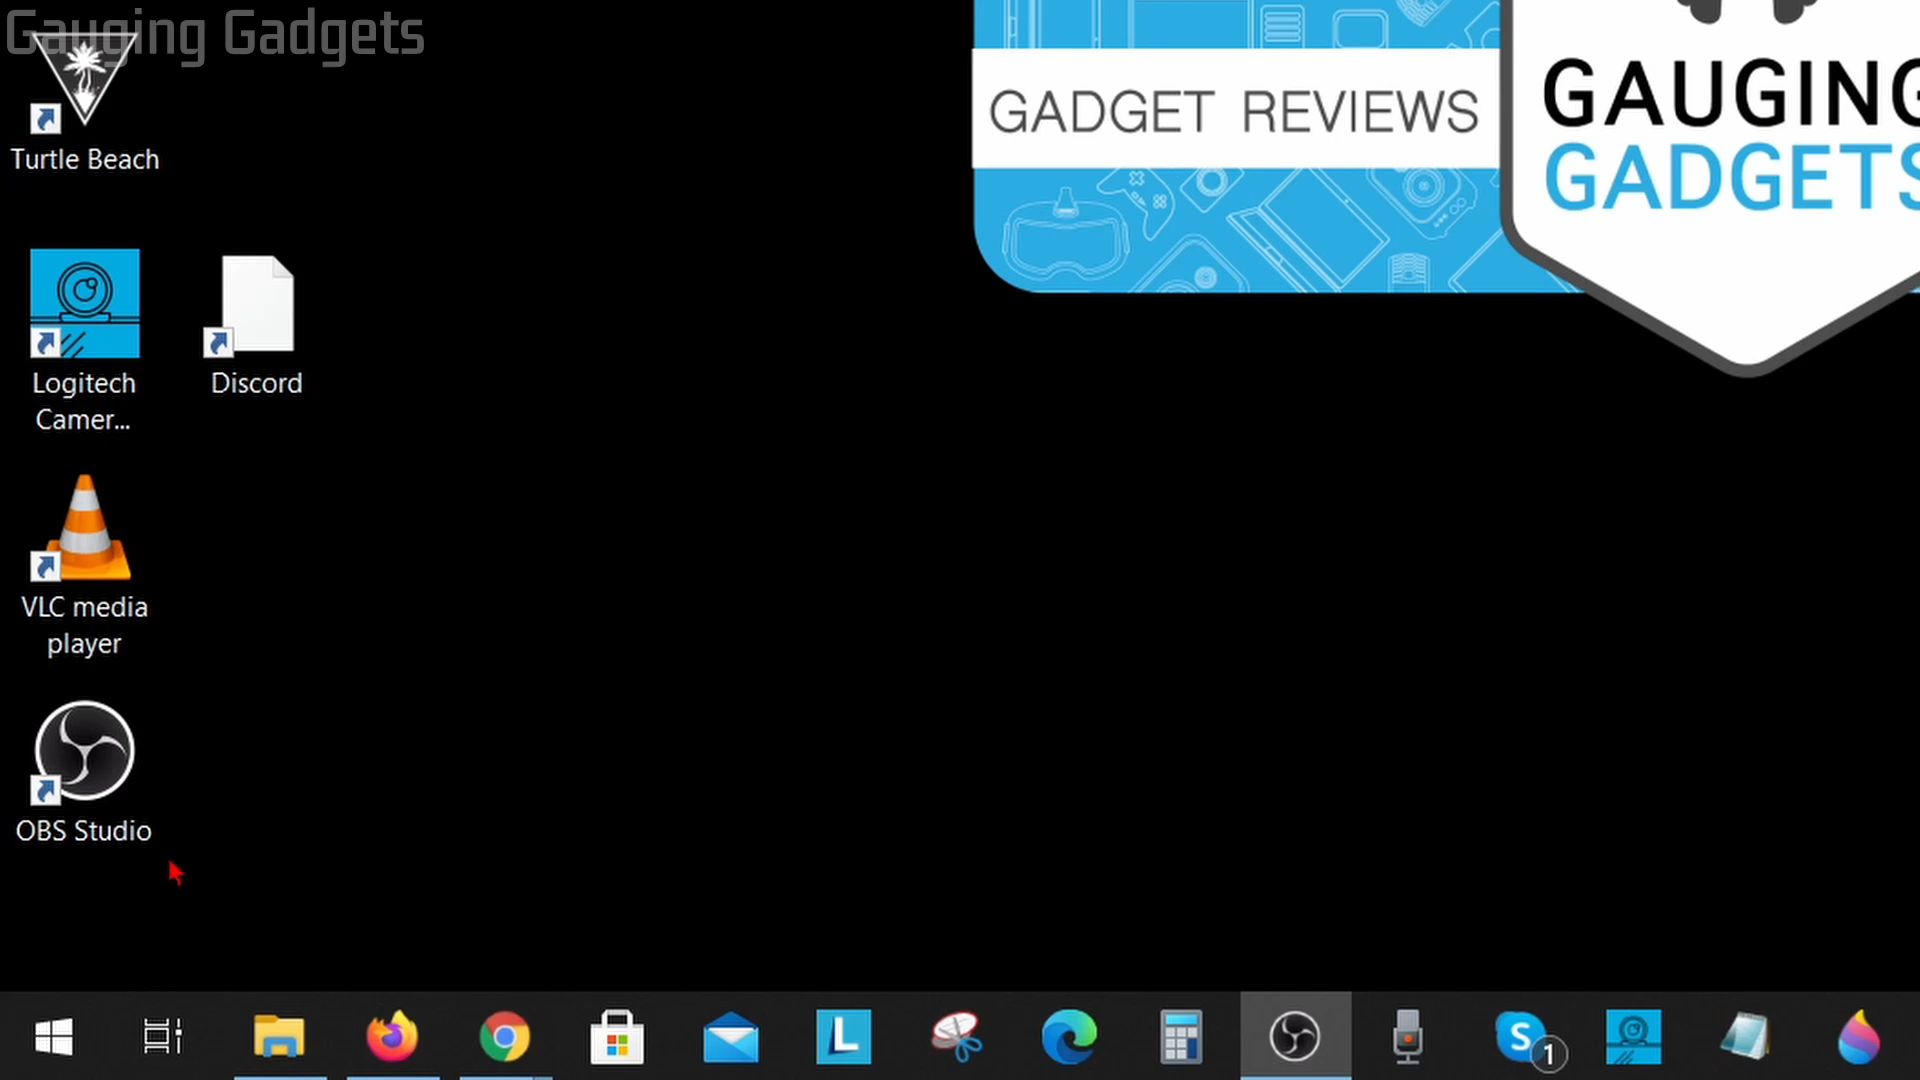 Gauging Gadgets
Turtle Beach
Logitech
Camer...
Discord
VLC media
player
OBS Studio
GADGET REVIEWS
GAUGING
GADGETS
L
S
1